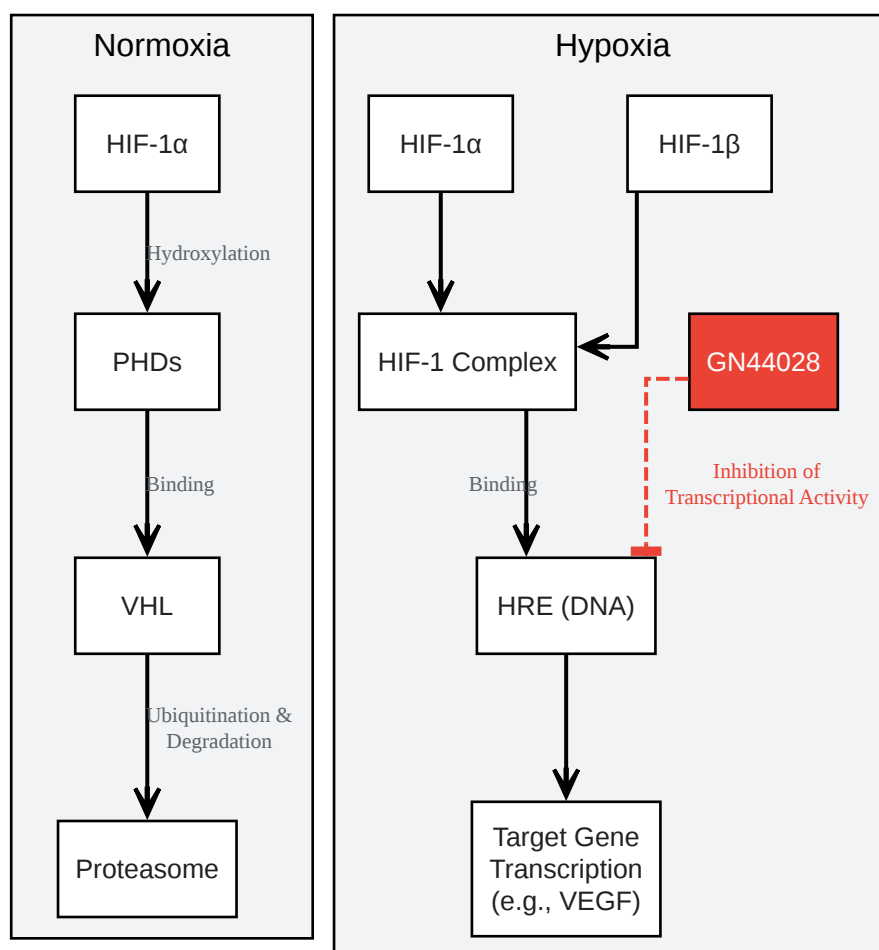 Normoxia
HIF-1α
Hydroxylation
PHDs
Binding
VHL
Ubiquitination &
Degradation
Proteasome
Hypoxia
HIF-1α
HIF-1β
HIF-1 Complex
GN44028
Binding
Inhibition of
Transcriptional Activity
HRE (DNA)
Target Gene
Transcription
(e.g., VEGF)